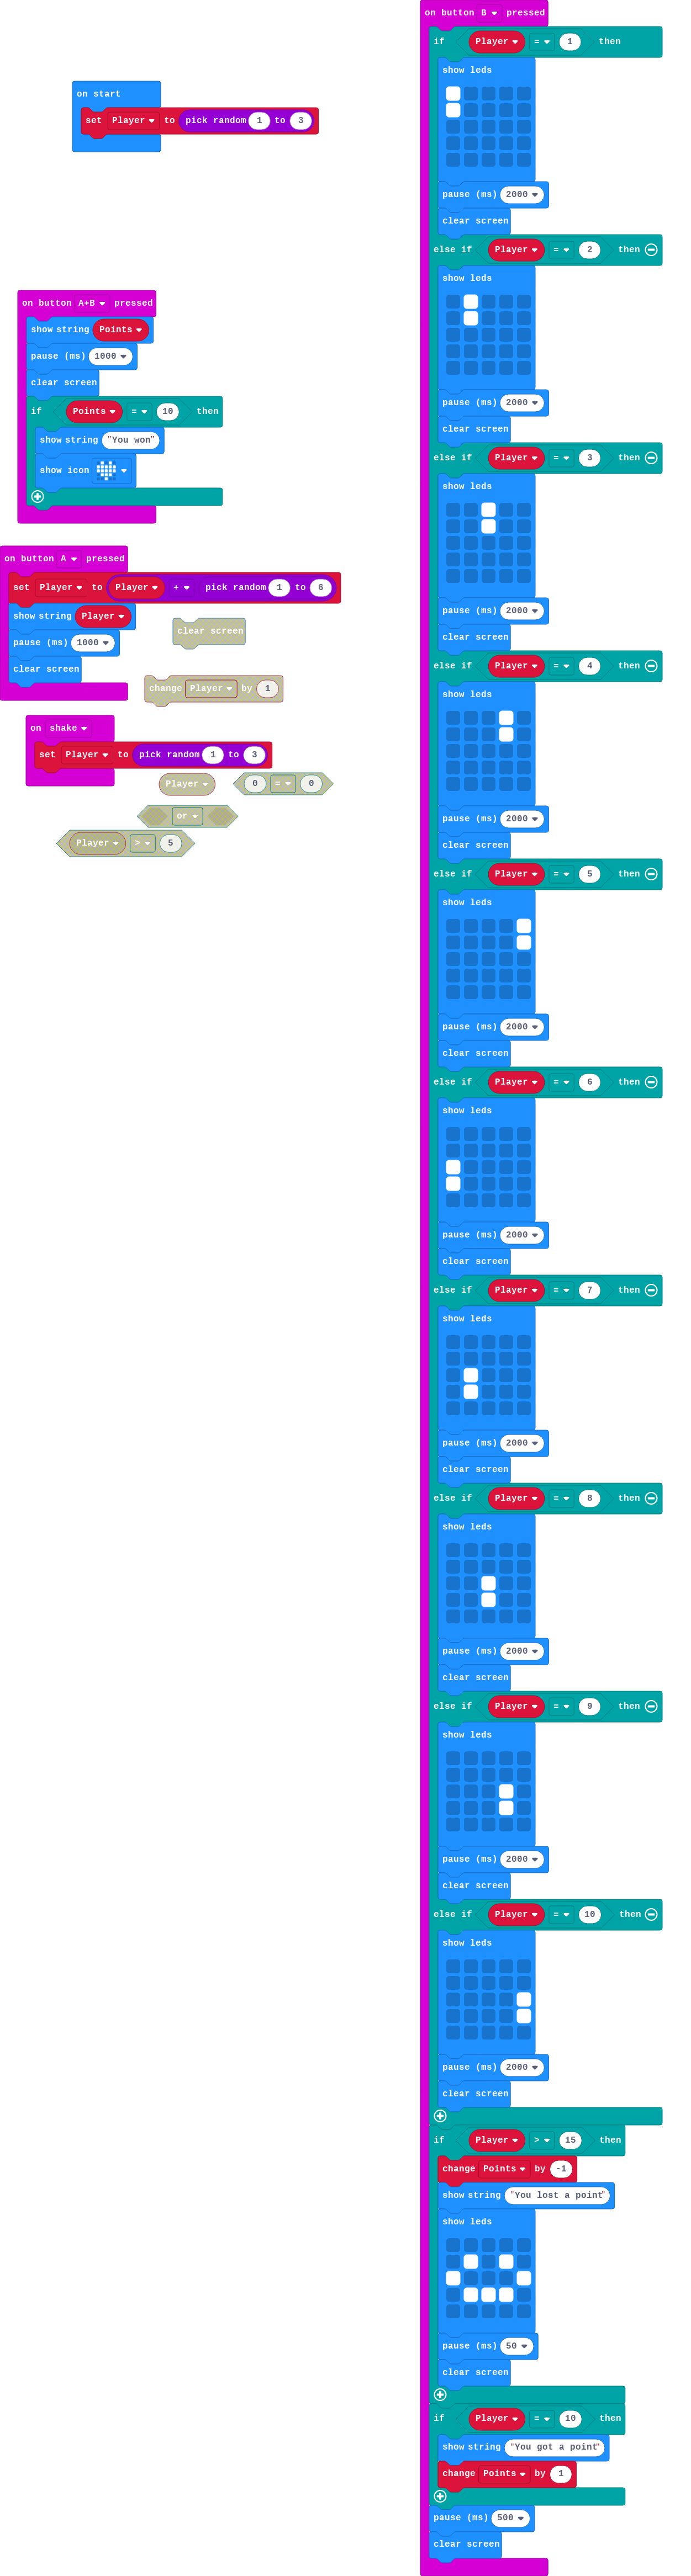 on start
set Player to pick random 1 to 3
on button A+B pressed
show string Points
pause (ms) 1000
clear screen
if Points = 10 then
show string "You won"
show icon
on button A pressed
set Player to Player + pick random 1 to 6
show string Player
pause (ms) 1000
clear screen
clear screen
change Player by 1
on shake
set Player to pick random 1 to 3
Player
0 = 0
or
Player > 5
on button B pressed
if Player = 1 then
show leds
pause (ms) 2000
clear screen
else if Player = 2 then
show leds
pause (ms) 2000
clear screen
else if Player = 3 then
show leds
pause (ms) 2000
clear screen
else if Player = 4 then
show leds
pause (ms) 2000
clear screen
else if Player = 5 then
show leds
pause (ms) 2000
clear screen
else if Player = 6 then
show leds
pause (ms) 2000
clear screen
else if Player = 7 then
show leds
pause (ms) 2000
clear screen
else if Player = 8 then
show leds
pause (ms) 2000
clear screen
else if Player = 9 then
show leds
pause (ms) 2000
clear screen
else if Player = 10 then
show leds
pause (ms) 2000
clear screen
if Player > 15 then
change Points by -1
show string "You lost a point"
show leds
pause (ms) 50
clear screen
if Player = 10 then
show string "You got a point"
change Points by 1
pause (ms) 500
clear screen